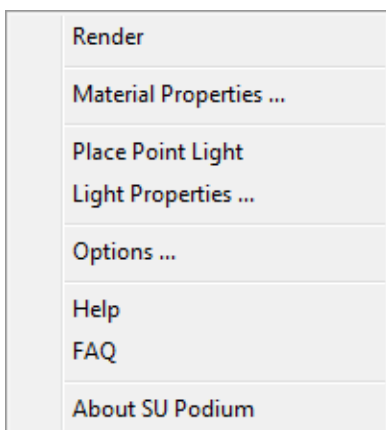 Render
Material Properties ...
Place Point Light
Light Properties ...
Options ...
Help
FAQ
About SU Podium